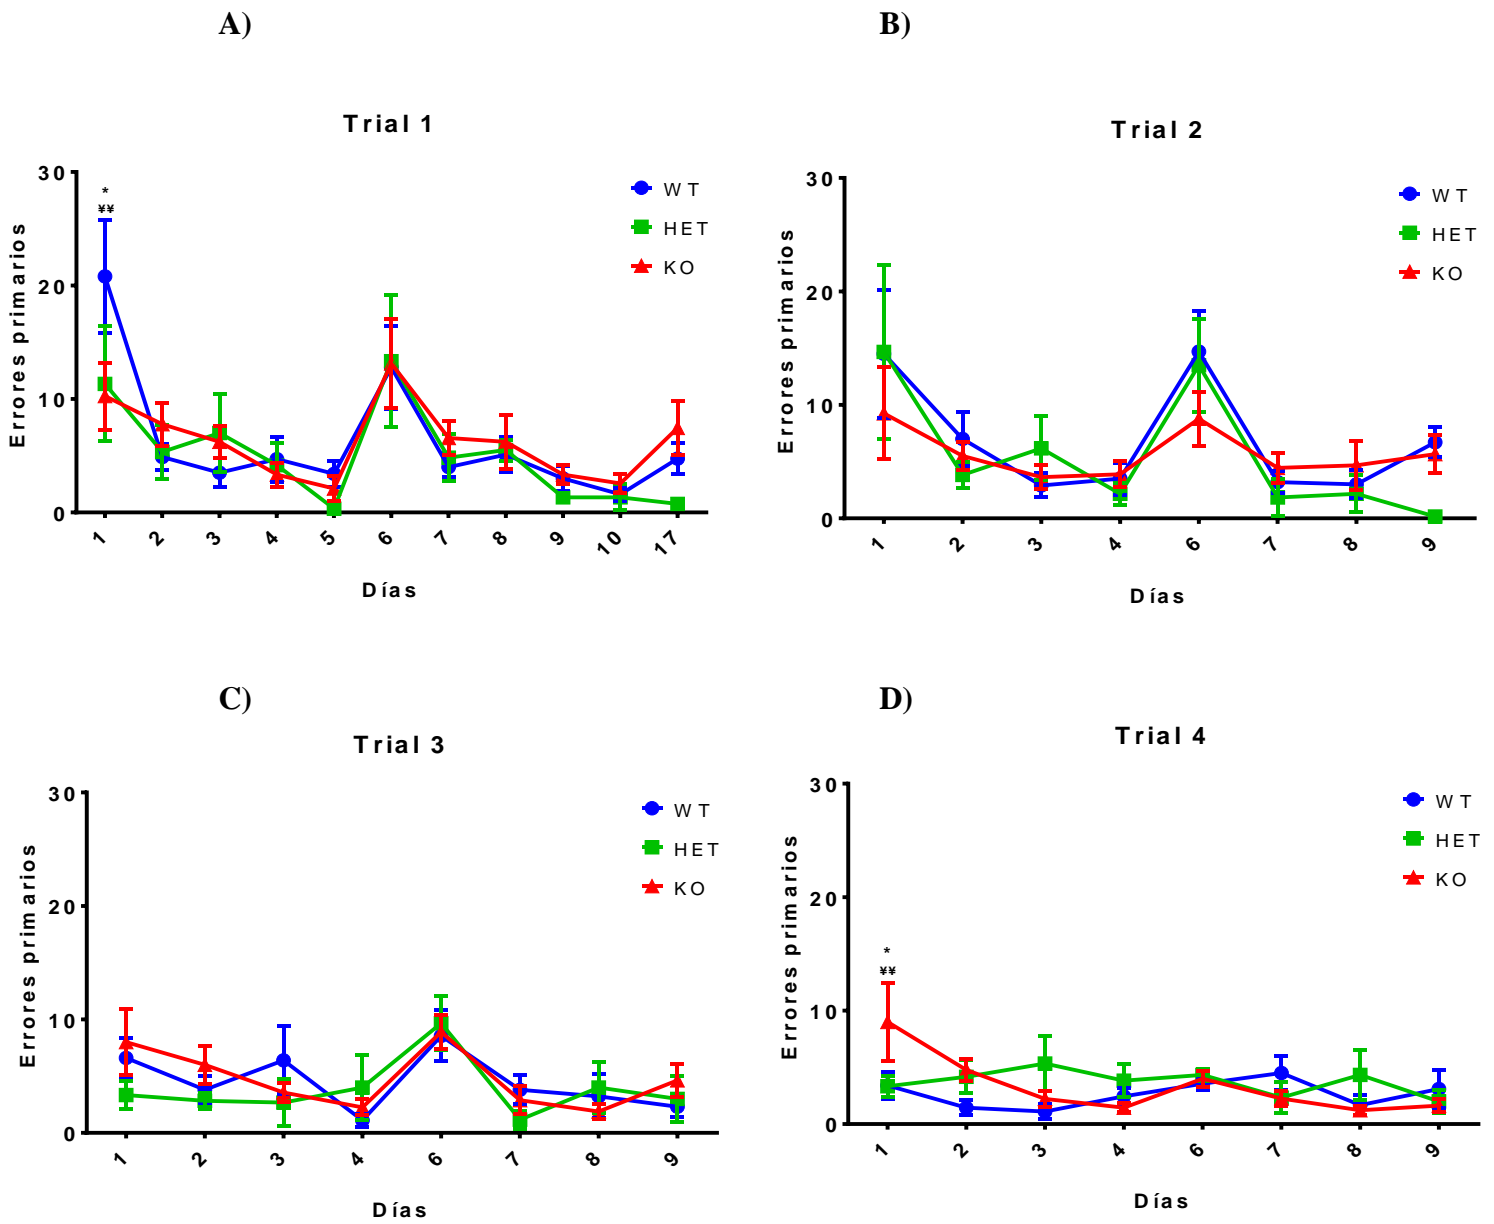 A)
B)
Trial 1
30
20
10
0
Errores primarios
*
¥¥
WT
HET
KO
1 2 3 4 5 6 7 8 9 10 17
Días
Trial 2
30
20
10
0
Errores primarios
WT
HET
KO
1 2 3 4 6 7 8 9
Días
C)
D)
Trial 3
30
20
10
0
Errores primarios
WT
HET
KO
1 2 3 4 6 7 8 9
Días
Trial 4
30
20
10
0
Errores primarios
*
¥¥
WT
HET
KO
1 2 3 4 6 7 8 9
Días